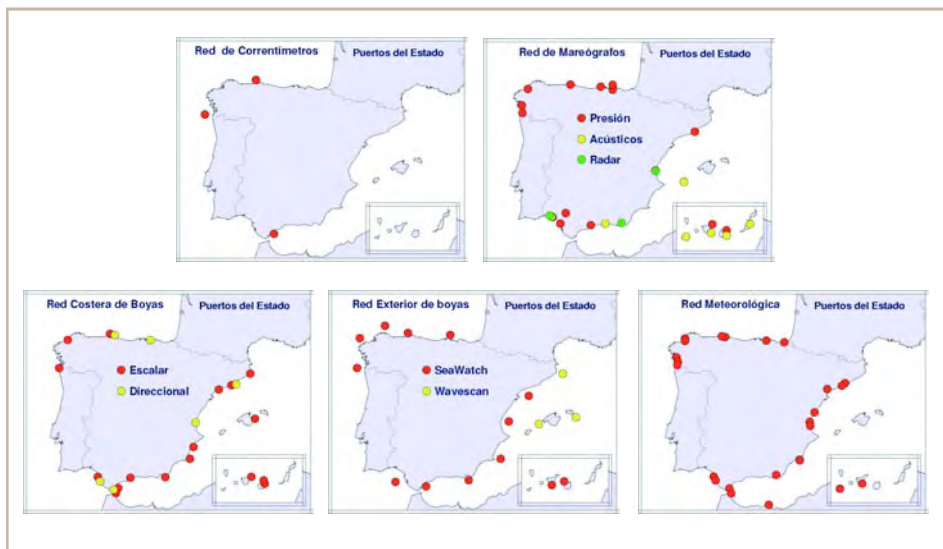 Red de Correntímetros Puertos del Estado
Red de Mareógrafos Puertos del Estado
Presión
Acústicos
Radar
Red Costera de Boyas Puertos del Estado
Escalar
Direccional
Red Exterior de boyas Puertos del Estado
SeaWatch
Wavescan
Red Meteorológica Puertos del Estado